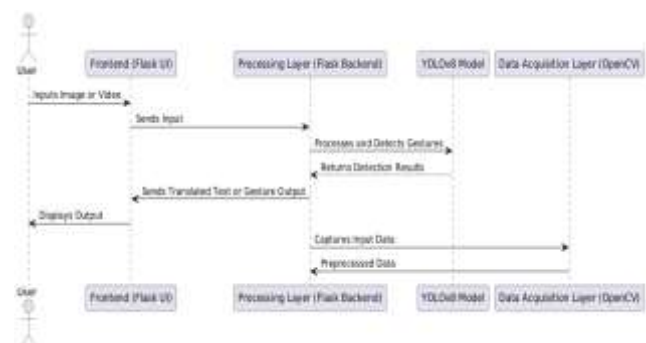 User
Frontend (Flask UI)
Processing Layer (Flask Backend)
YOLOv8 Model
Data Acquisition Layer (OpenCV)
Inputs Image or Video
Sends Input
Processes and Detects Gestures
Returns Detection Results
Sends Translated Text or Gesture Output
Displays Output
Captures Input Data
Preprocessed Data
User
Frontend (Flask UI)
Processing Layer (Flask Backend)
YOLOv8 Model
Data Acquisition Layer (OpenCV)